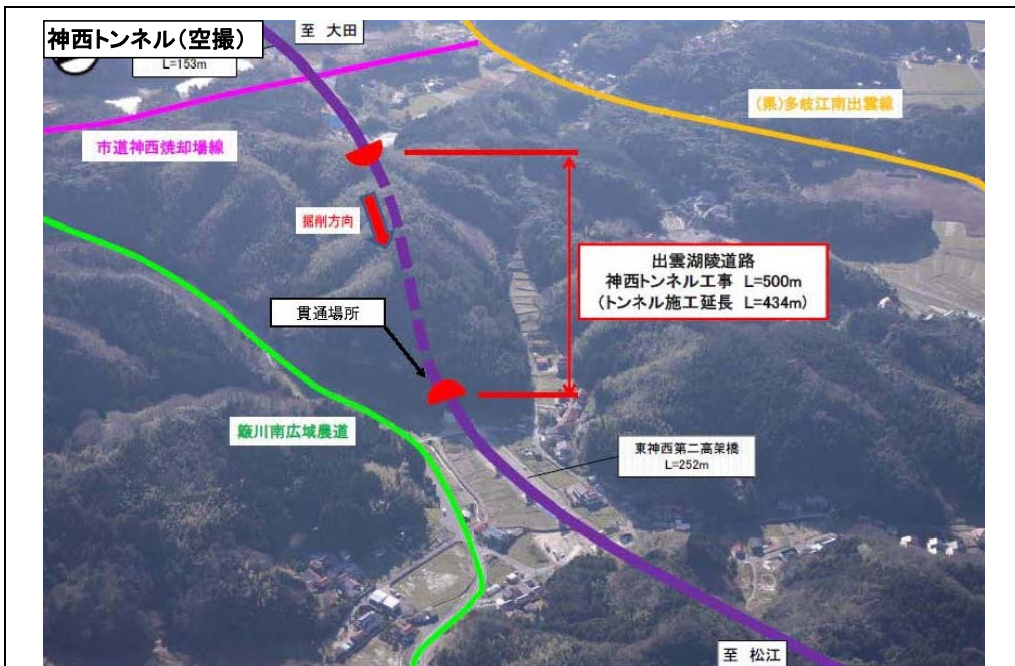 神西トンネル(空撮)
至 大田
L=153m
(県)多岐江南出雲線
市道神西焼却場線
掘削方向
出雲湖陵道路
神西トンネル工事 L=500m
(トンネル施工延長 L=434m)
貫通場所
簸川南広域農道
東神西第二高架橋
L=252m
至 松江